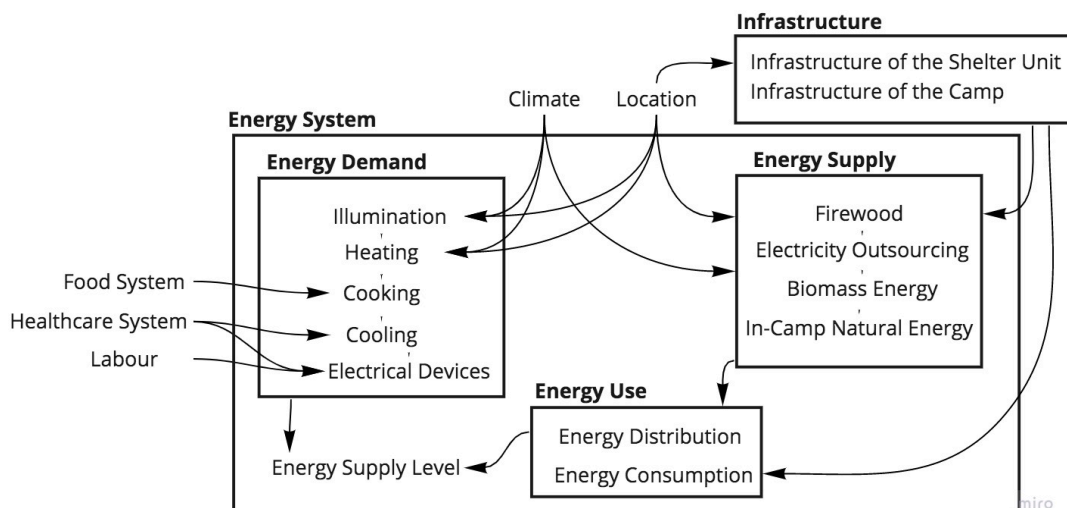 Infrastructure
Infrastructure of the Shelter Unit
Infrastructure of the Camp
Climate
Location
Energy System
Energy Demand
Illumination
Heating
Cooking
Cooling
Electrical Devices
Food System
Healthcare System
Labour
Energy Supply
Firewood
Electricity Outsourcing
Biomass Energy
In-Camp Natural Energy
Energy Use
Energy Distribution
Energy Consumption
Energy Supply Level
miro